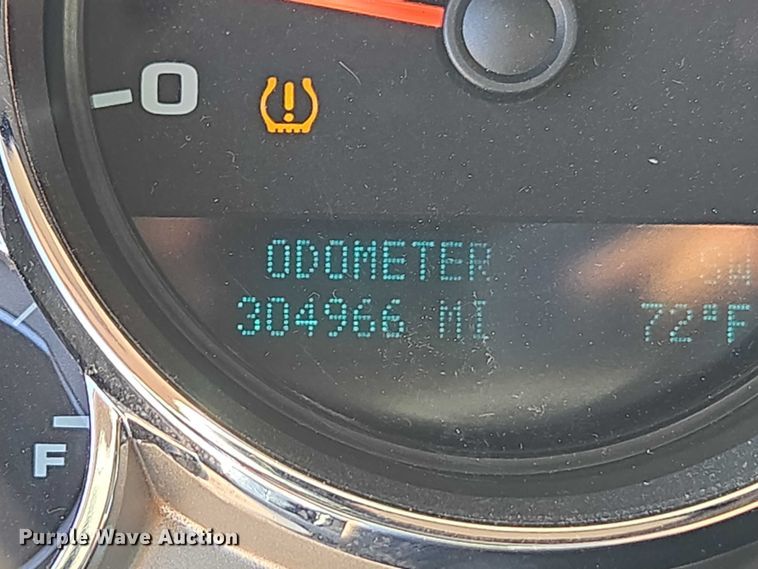 0
ODOMETER
304966 MI 72°F
F
Purple Wave Auction